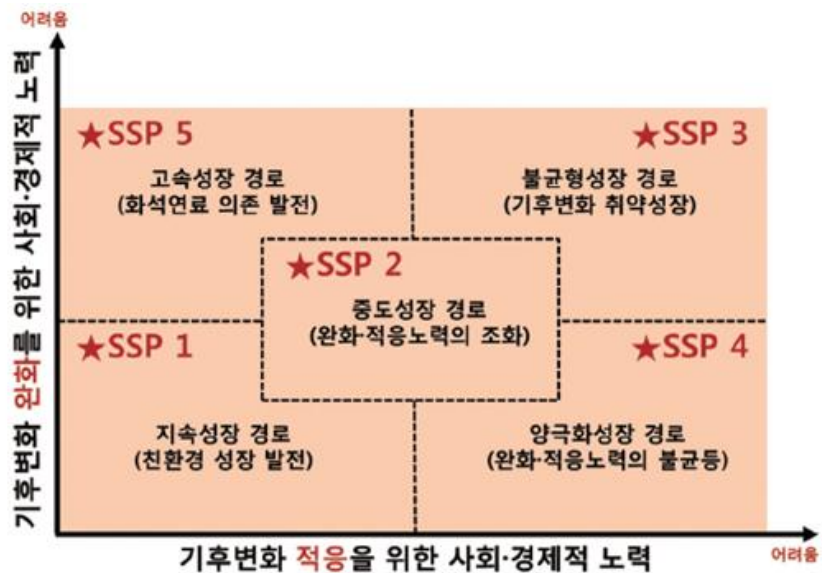 어려움
기후변화 완화를 위한 사회·경제적 노력
★SSP 5
고속성장 경로
(화석연료 의존 발전)
★SSP 3
불균형성장 경로
(기후변화 취약성장)
★SSP 2
중도성장 경로
(완화·적응노력의 조화)
★SSP 1
지속성장 경로
(친환경 성장 발전)
★SSP 4
양극화성장 경로
(완화·적응노력의 불균등)
기후변화 적응을 위한 사회·경제적 노력
어려움